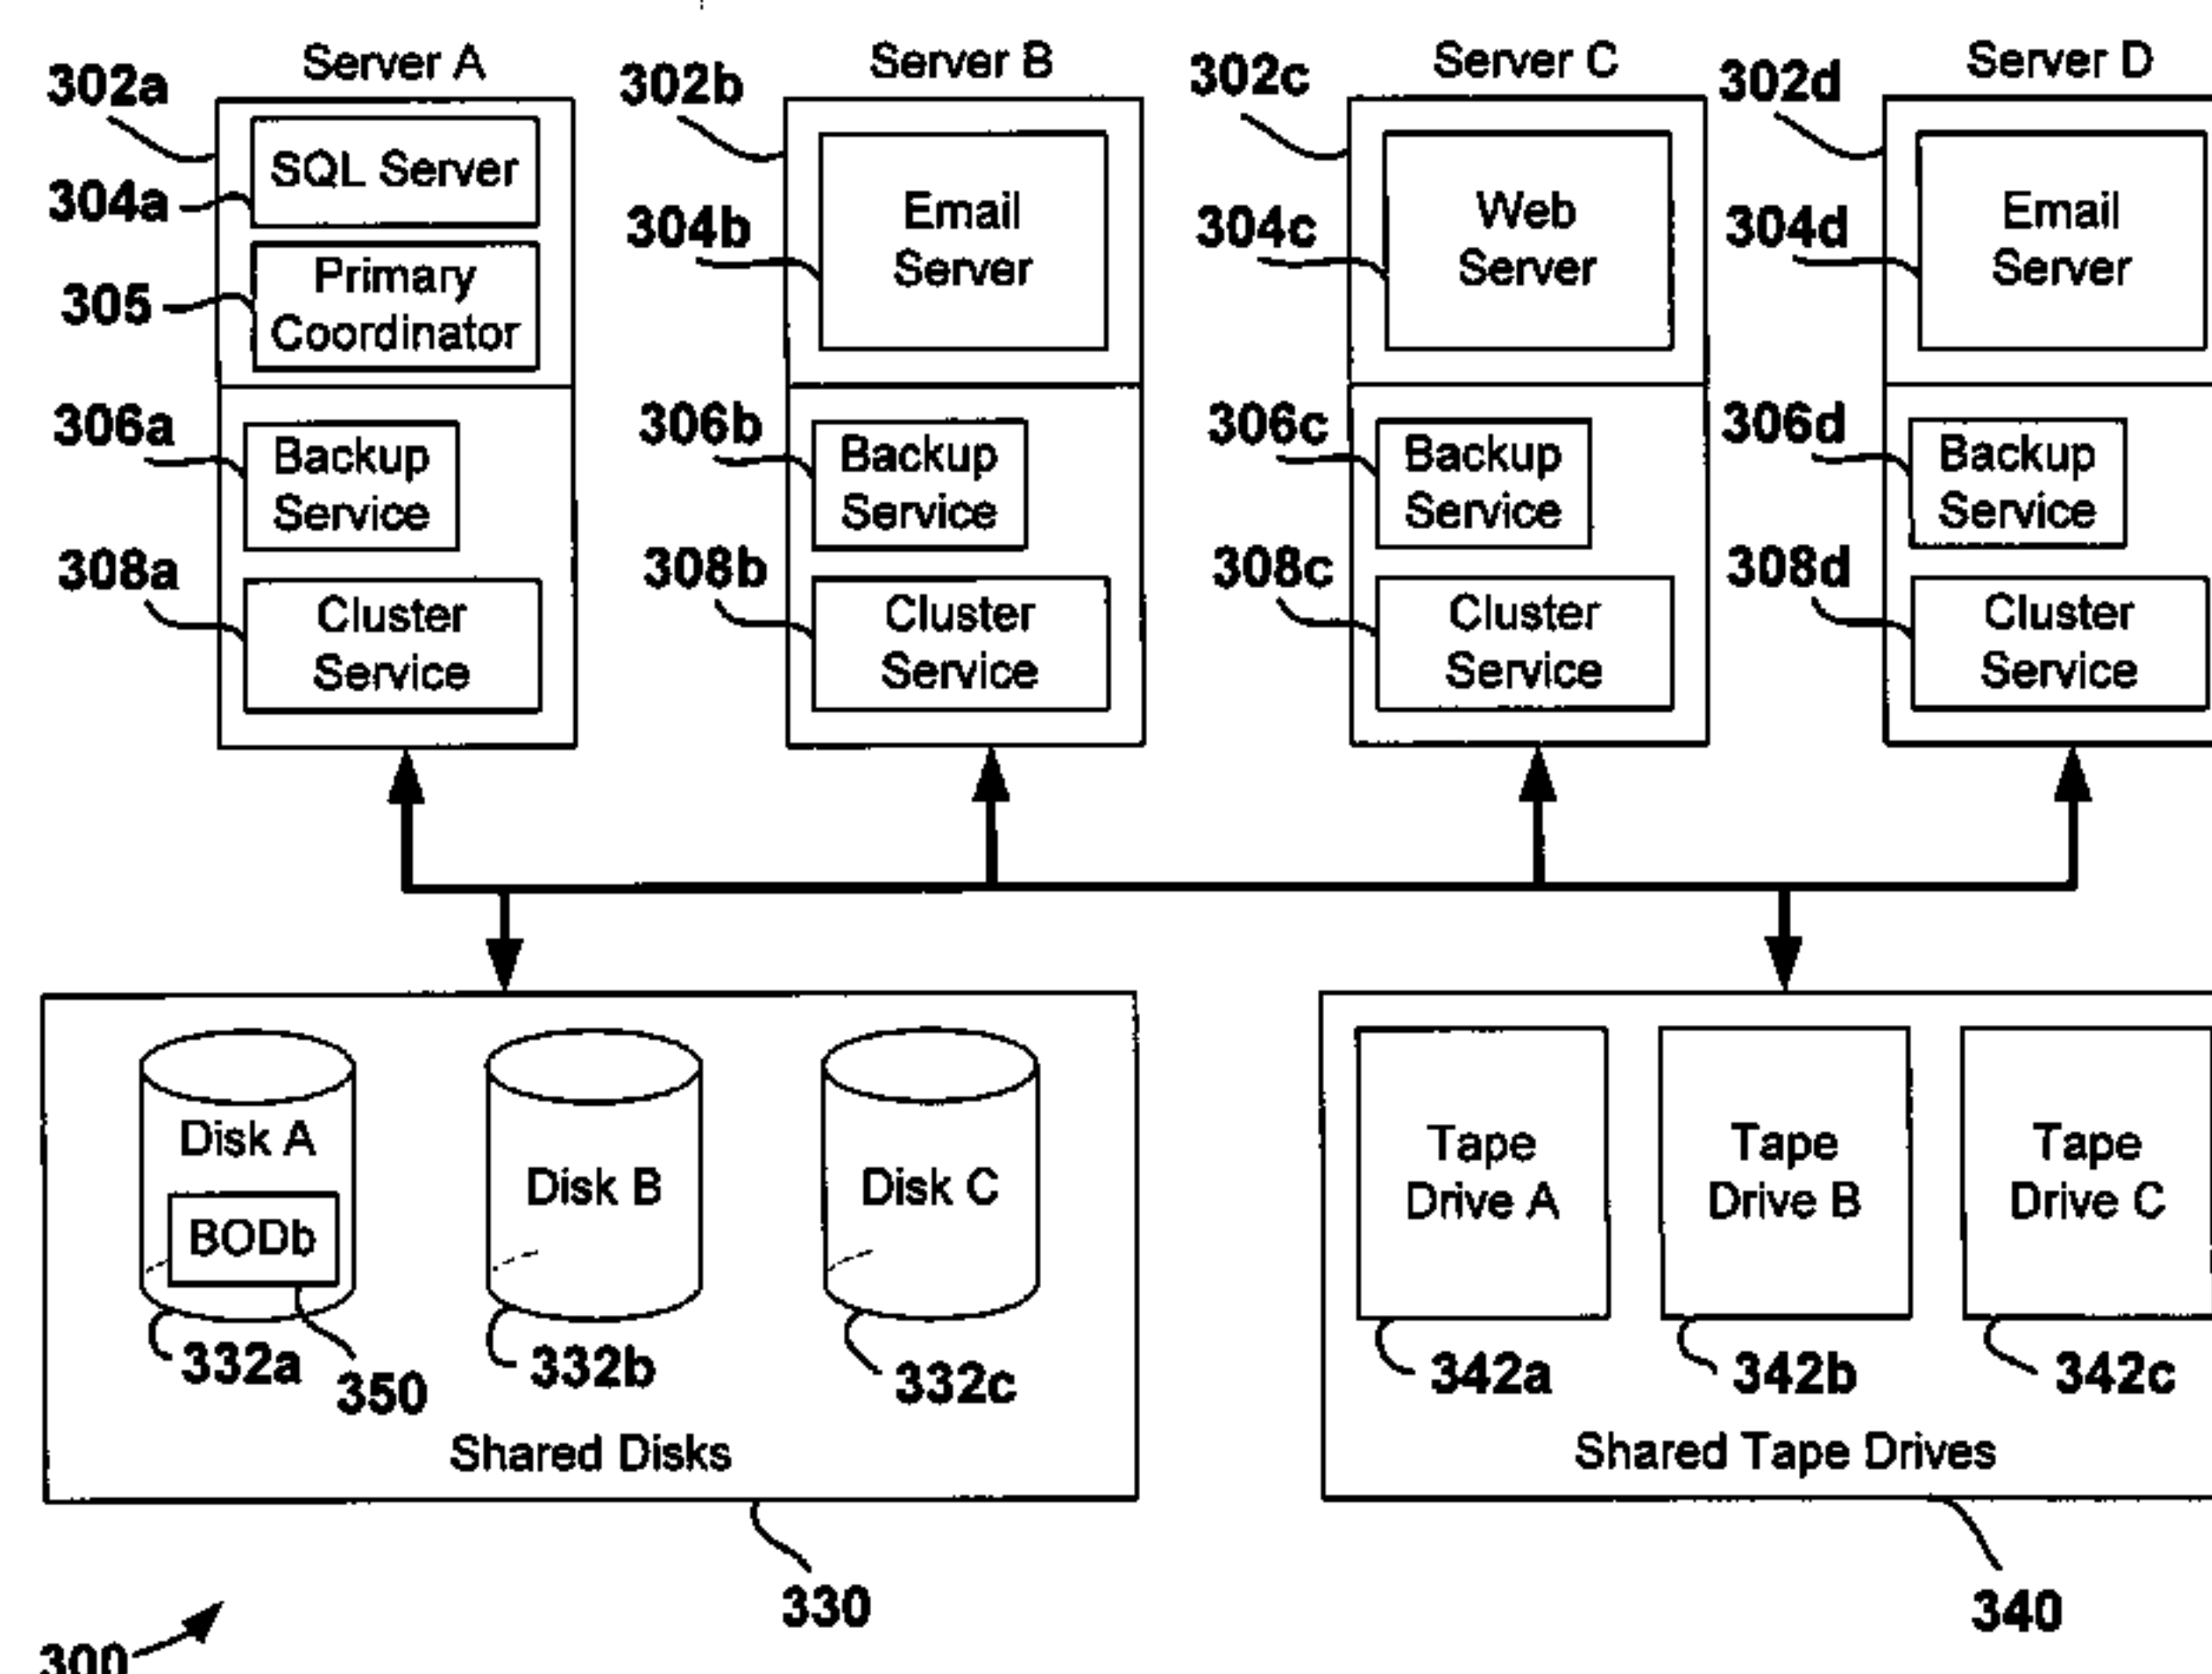 Server A
Server B
Server C
Server D
302a
302b
302c
302d
SQL Server
304a
Primary
Coordinator
305
Email
Server
304b
Web
Server
304c
Email
Server
304d
306a
Backup
Service
306b
Backup
Service
306c
Backup
Service
306d
Backup
Service
308a
Cluster
Service
308b
Cluster
Service
308c
Cluster
Service
308d
Cluster
Service
Disk A
BODb
Disk B
Disk C
332a
350
332b
332c
Shared Disks
330
Tape
Drive A
Tape
Drive B
Tape
Drive C
342a
342b
342c
Shared Tape Drives
340
300